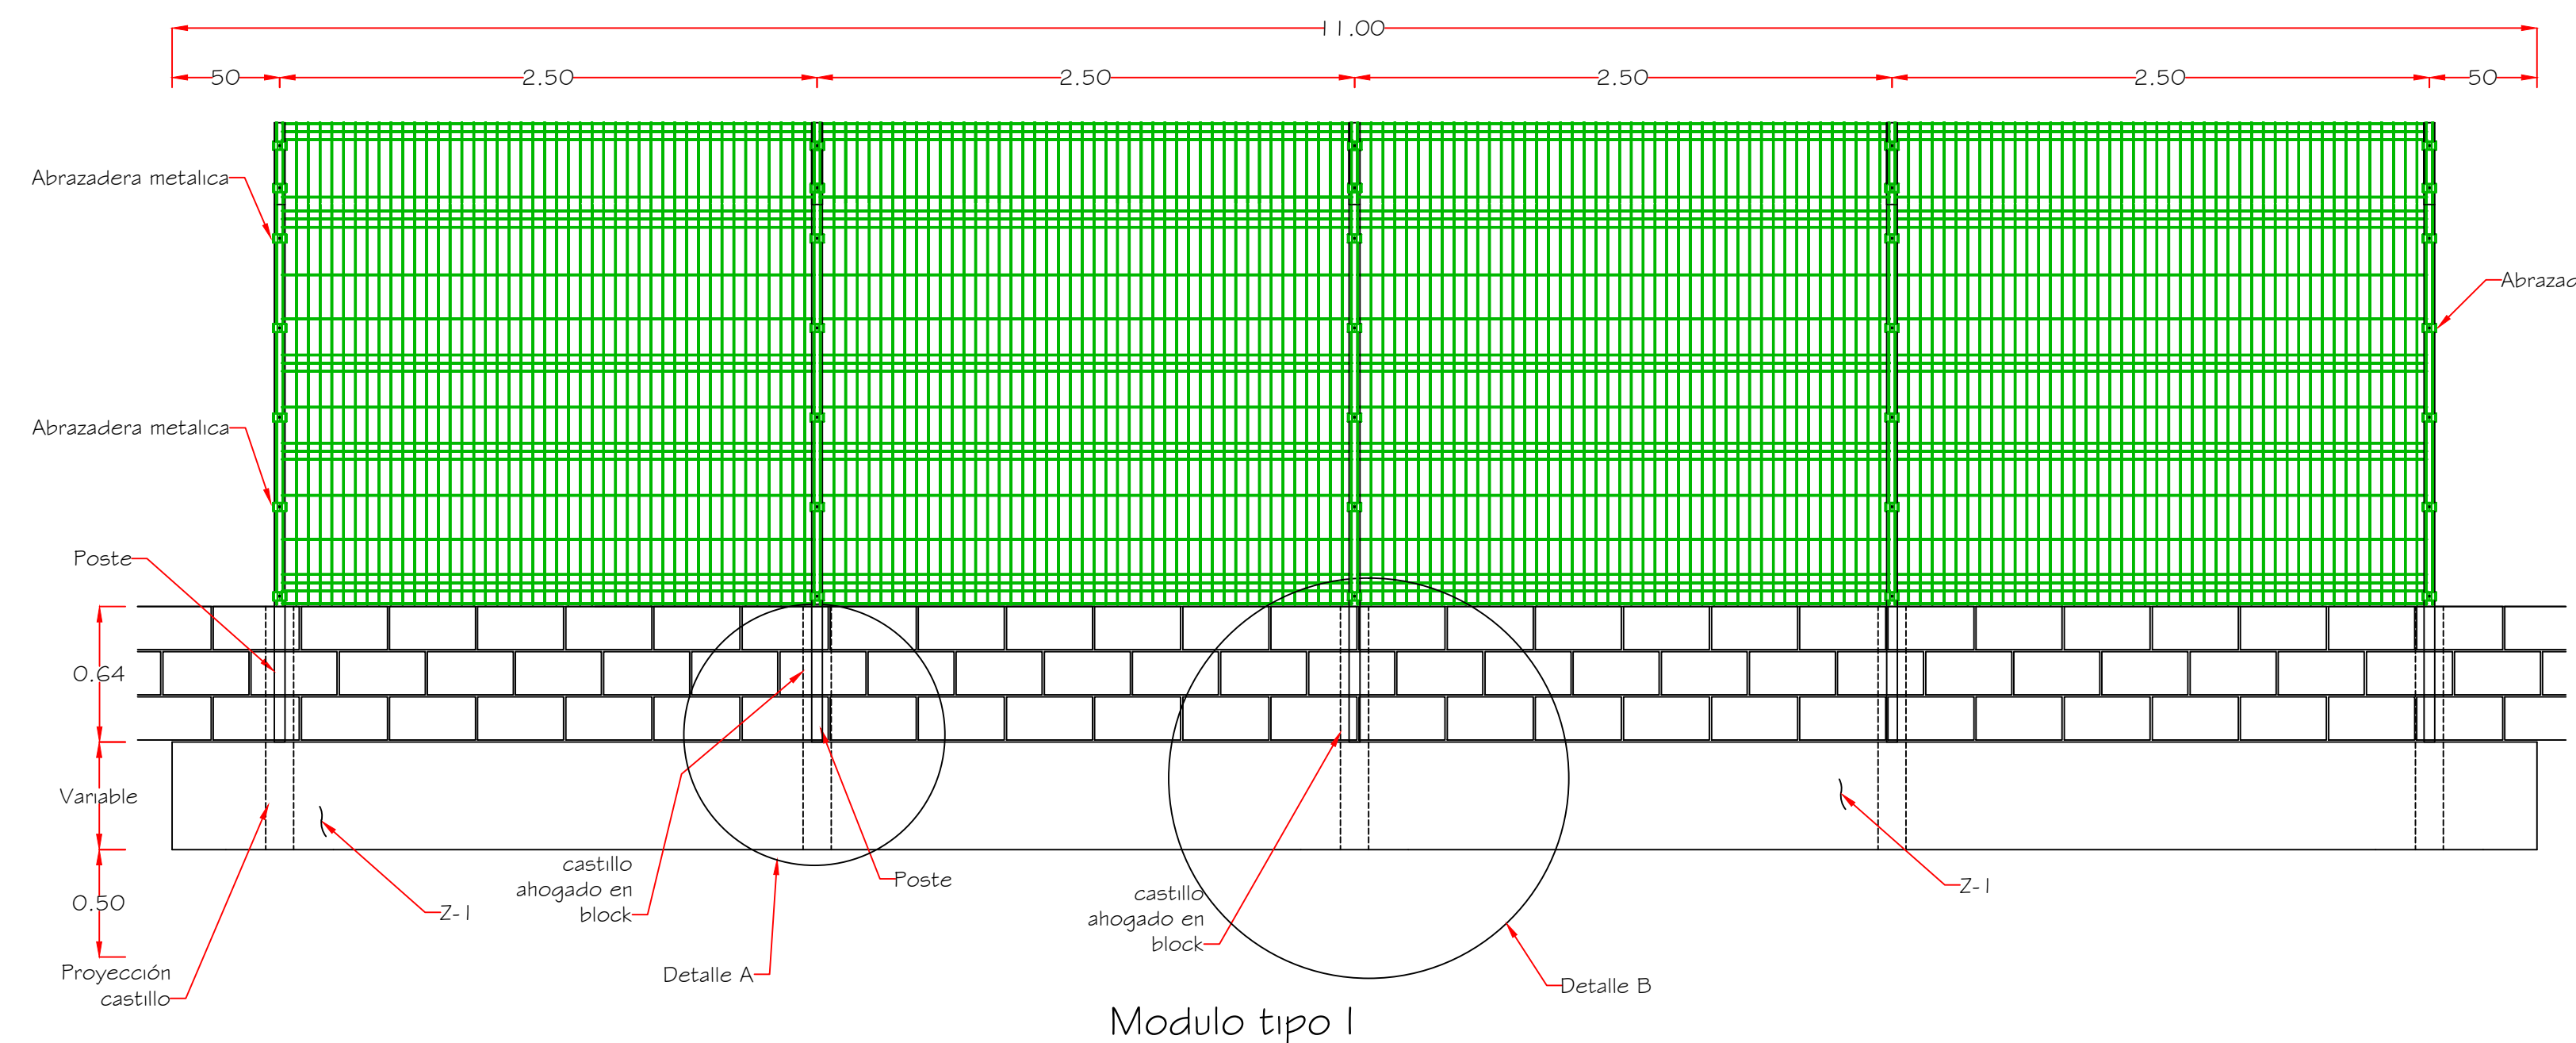 11.00
50 2.50 2.50 2.50 2.50 50
Abrazadera metalica
Abrazad
Abrazadera metalica
Poste
0.64
Variable
castillo
ahogado en
block
Poste
castillo
ahogado en
block
Z-1
0.50
Z-1
Proyección
castillo
Detalle A
Detalle B
Modulo tipo I